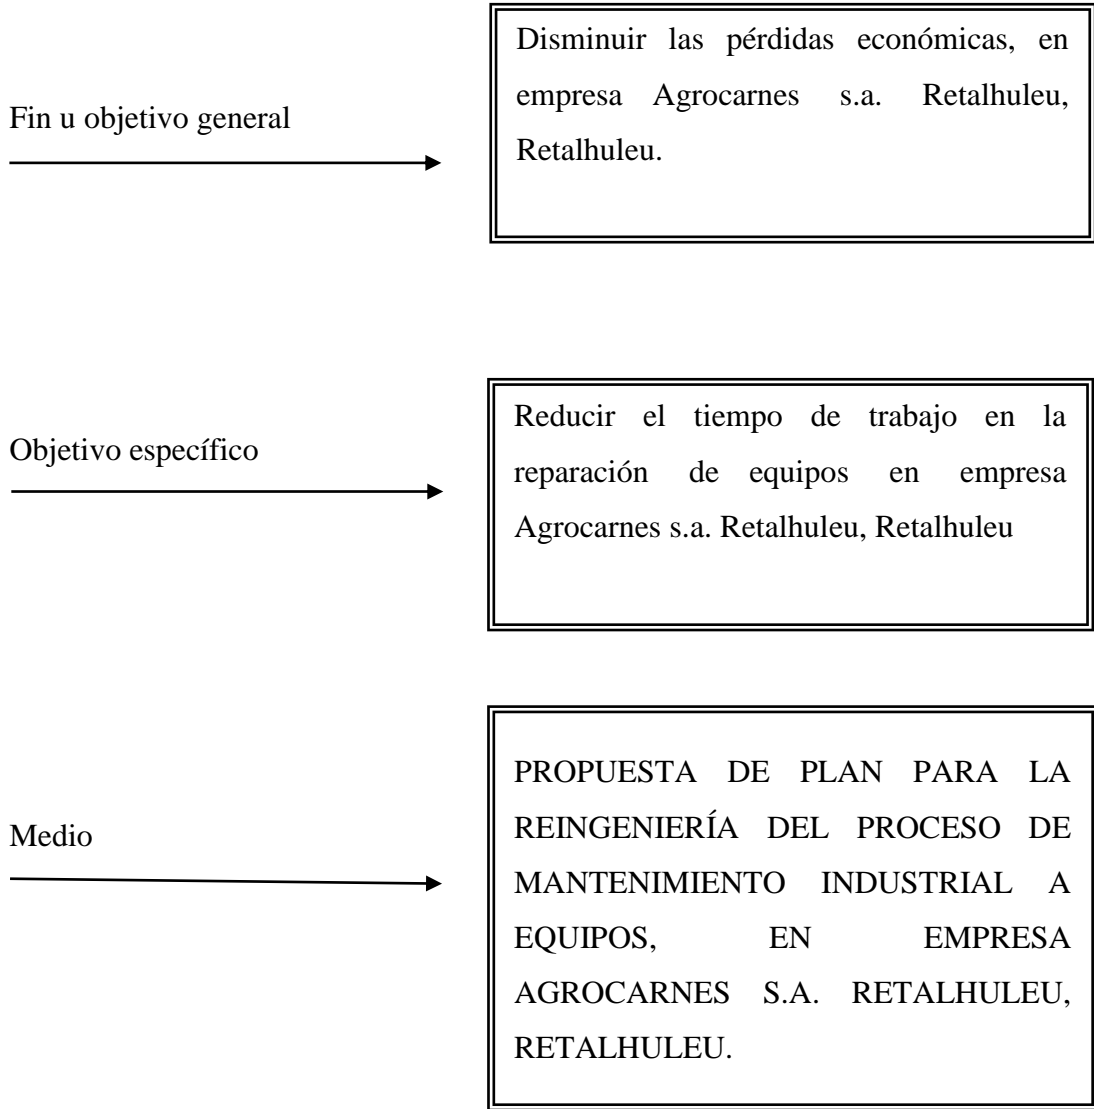 Fin u objetivo general
Disminuir las pérdidas económicas, en
empresa Agrocarnes s.a. Retalhuleu,
Retalhuleu.
Objetivo específico
Reducir el tiempo de trabajo en la
reparación de equipos en empresa
Agrocarnes s.a. Retalhuleu, Retalhuleu
Medio
PROPUESTA DE PLAN PARA LA
REINGENIERÍA DEL PROCESO DE
MANTENIMIENTO INDUSTRIAL A
EQUIPOS, EN EMPRESA
AGROCARNES S.A. RETALHULEU,
RETALHULEU.